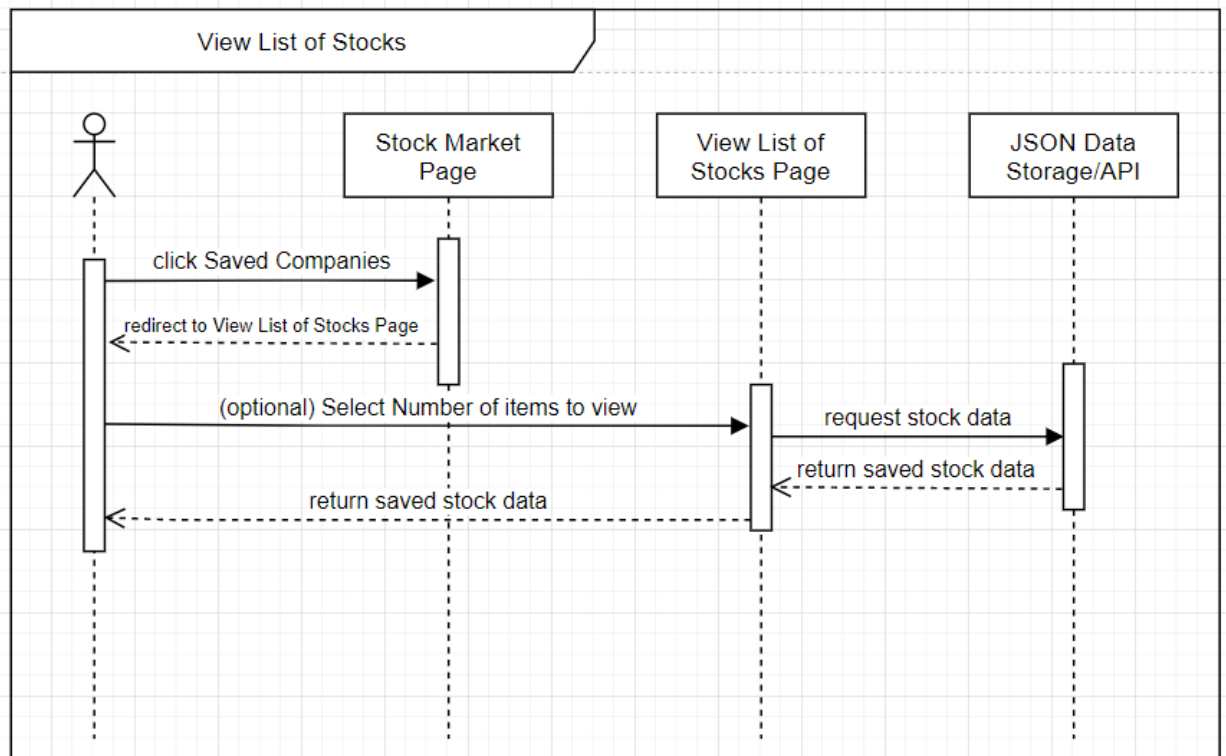 View List of Stocks
Stock Market
Page
View List of
Stocks Page
JSON Data
Storage/API
click Saved Companies
redirect to View List of Stocks Page
(optional) Select Number of items to view
request stock data
return saved stock data
return saved stock data